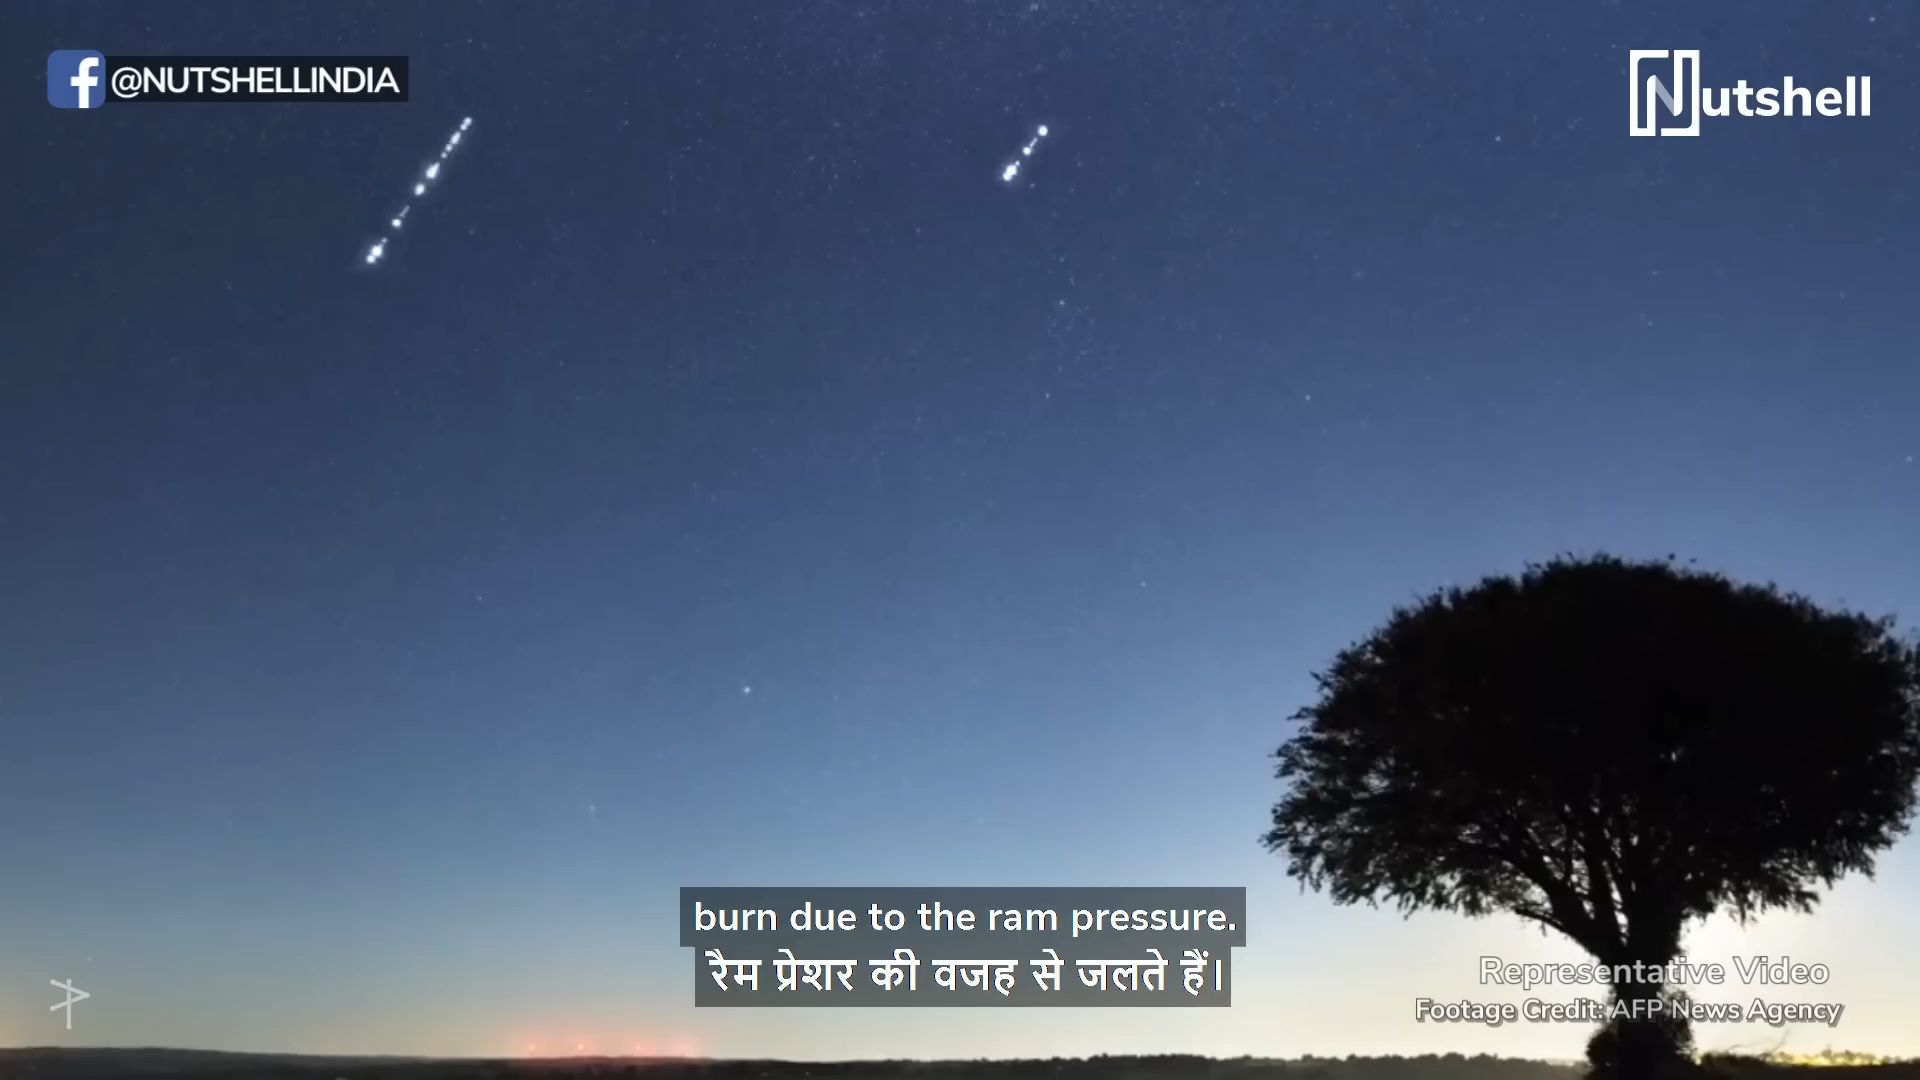 @NUTSHELLINDIA
Nutshell
burn due to the ram pressure.
रैम प्रेशर की वजह से जलते हैं।
Representative Video
Footage Credit: AFP News Agency